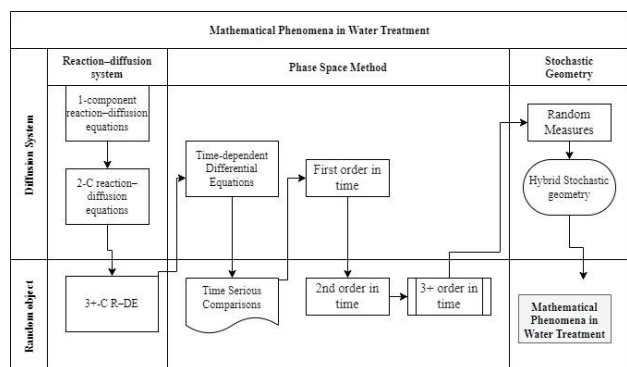 Mathematical Phenomena in Water Treatment
Reaction–diffusion
system
Phase Space Method
Stochastic
Geometry
Diffusion System
1-component
reaction–diffusion
equations
2-C reaction–
diffusion
equations
Time-dependent
Differential
Equations
First order in
time
Random
Measures
Hybrid Stochastic
geometry
Random object
3+-C R–DE
Time Serious
Comparisons
2nd order in
time
3+ order in
time
Mathematical
Phenomena in
Water Treatment